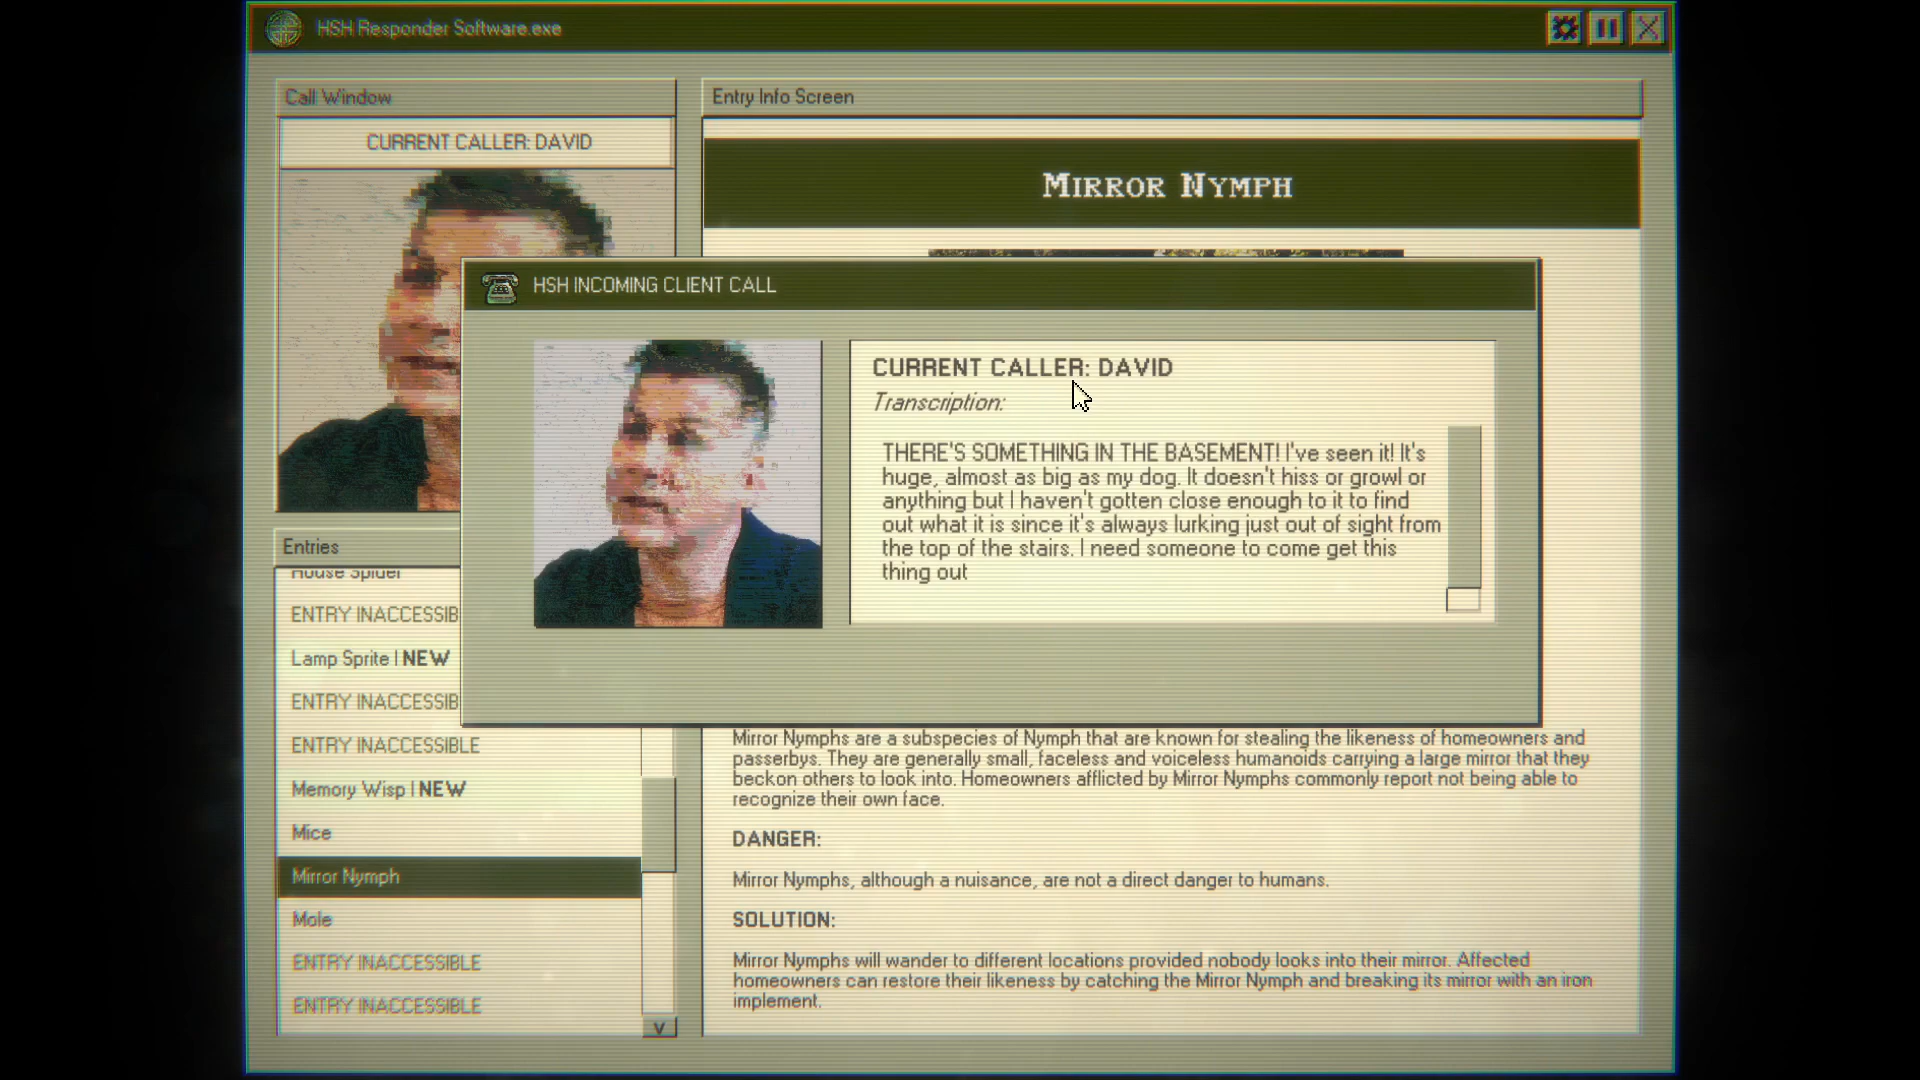 HSH Responder Software.exe
Call Window
CURRENT CALLER: DAVID
Entry Info Screen
MIRROR NYMPH
HSH INCOMING CLIENT CALL
CURRENT CALLER: DAVID
Transcription:
THERE'S SOMETHING IN THE BASEMENT! I've seen it! It's
huge, almost as big as my dog. It doesn't hiss or growl or
anything but I haven't gotten close enough to it to find
out what it is since it's always lurking just out of sight from
the top of the stairs. I need someone to come get this
thing out
Entries
House Spider
ENTRY INACCESSIB
Lamp Sprite | NEW
ENTRY INACCESSIB
ENTRY INACCESSIBLE
Memory Wisp | NEW
Mice
Mirror Nymph
Mole
ENTRY INACCESSIBLE
ENTRY INACCESSIBLE
Mirror Nymphs are a subspecies of Nymph that are known for stealing the likeness of homeowners and
passerbys. They are generally small, faceless and voiceless humanoids carrying a large mirror that they
beckon others to look into. Homeowners afflicted by Mirror Nymphs commonly report not being able to
recognize their own face.
DANGER:
Mirror Nymphs, although a nuisance, are not a direct danger to humans.
SOLUTION:
Mirror Nymphs will wander to different locations provided nobody looks into their mirror. Affected
homeowners can restore their likeness by catching the Mirror Nymph and breaking its mirror with an iron
implement.